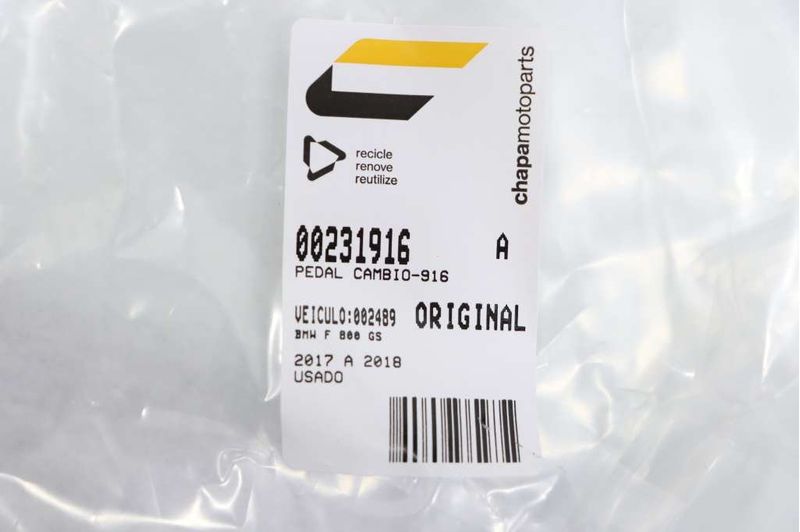 chapamotoparts
recicle
renove
reutilize
00231916 A
PEDAL CAMBIO-916
VEICULO:002489 ORIGINAL
BMW F 800 GS
2017 A 2018
USADO